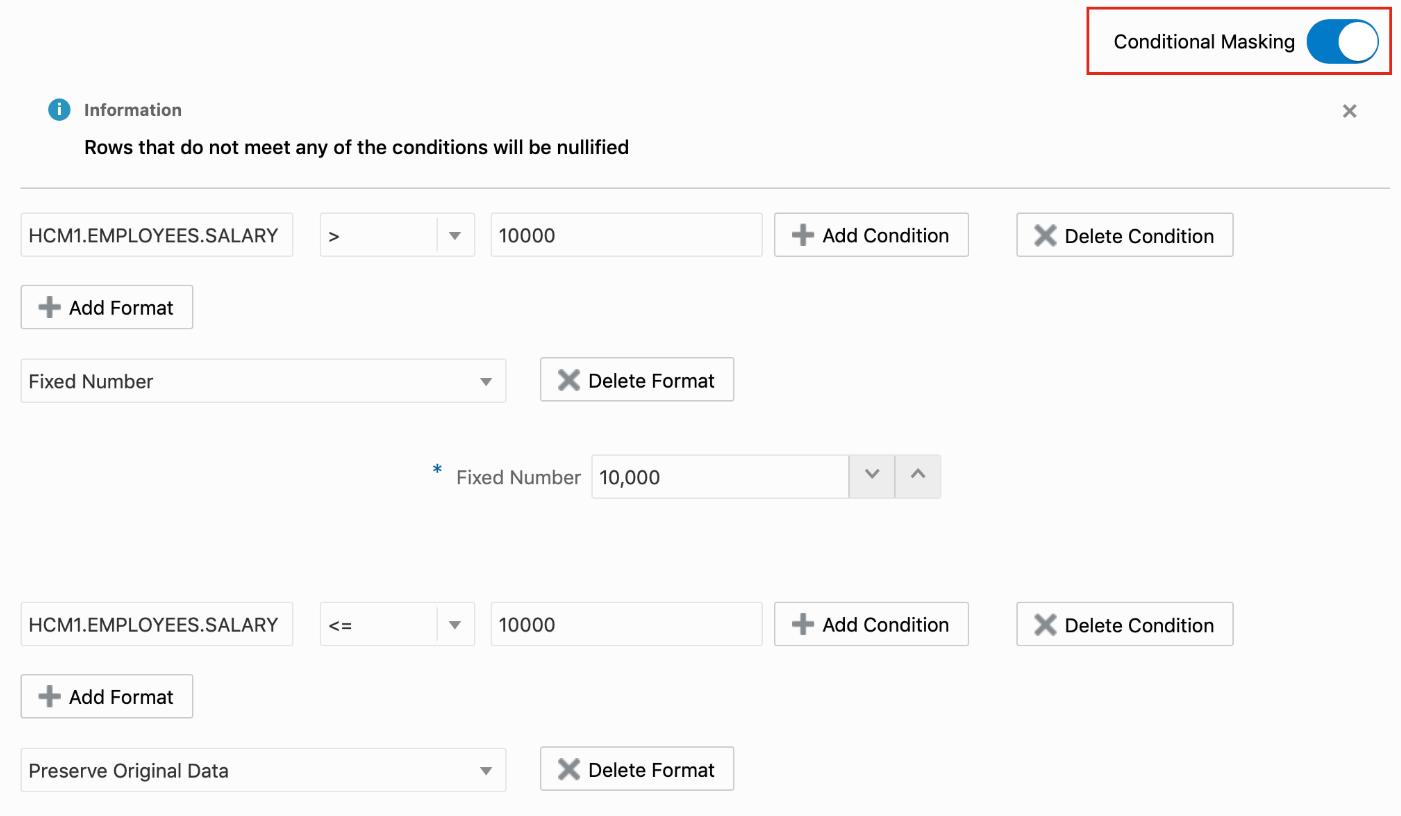 Conditional Masking
Information
Rows that do not meet any of the conditions will be nullified
HCM1.EMPLOYEES.SALARY > 10000 Add Condition Delete Condition
Add Format
Fixed Number Delete Format
* Fixed Number 10,000
HCM1.EMPLOYEES.SALARY <= 10000 Add Condition Delete Condition
Add Format
Preserve Original Data Delete Format